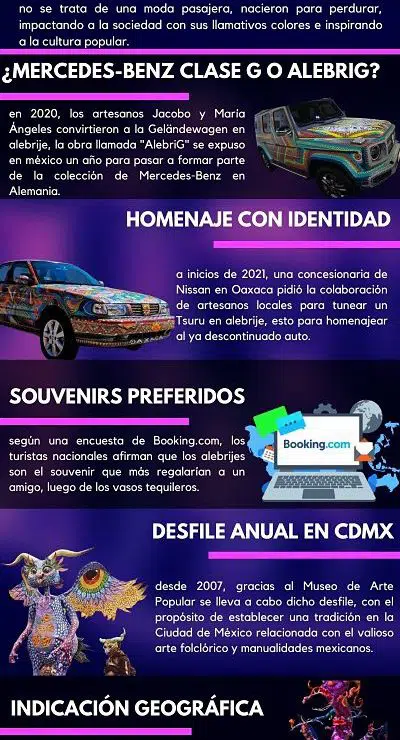 no se trata de una moda pasajera, nacieron para perdurar,
impactando a la sociedad con sus llamativos colores e inspirando
a la cultura popular.
¿MERCEDES-BENZ CLASE G O ALEBRIG?
en 2020, los artesanos Jacobo y María
Ángeles convirtieron a la Geländewagen en
alebrije, la obra llamada "AlebriG" se expuso
en méxico un año para pasar a formar parte
de la colección de Mercedes-Benz en
Alemania.
HOMENAJE CON IDENTIDAD
a inicios de 2021, una concesionaria de
Nissan en Oaxaca pidió la colaboración
de artesanos locales para tunear un
Tsuru en alebrije, esto para homenajear
al ya descontinuado auto.
SOUVENIRS PREFERIDOS
según una encuesta de Booking.com, los
turistas nacionales afirman que los alebrijes
son el souvenir que más regalarían a un
amigo, luego de los vasos tequileros.
Booking.com
DESFILE ANUAL EN CDMX
desde 2007, gracias al Museo de Arte
Popular se lleva a cabo dicho desfile, con el
propósito de establecer una tradición en la
Ciudad de México relacionada con el valioso
arte folclórico y manualidades mexicanos.
INDICACIÓN GEOGRÁFICA